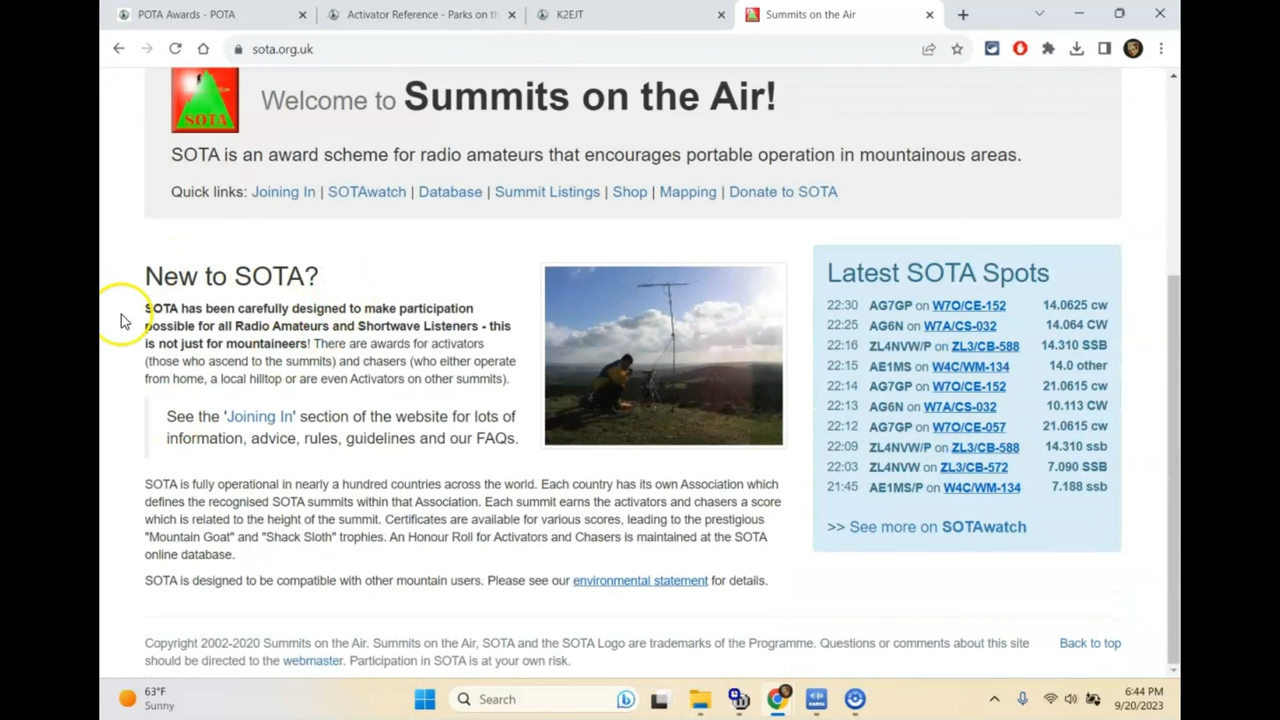 POTA Awards - POTA
Activator Reference - Parks on th
K2EJT
Summits on the Air
sota.org.uk
SOTA
Welcome to Summits on the Air!
SOTA is an award scheme for radio amateurs that encourages portable operation in mountainous areas.
Quick links: Joining In | SOTAwatch | Database | Summit Listings | Shop | Mapping | Donate to SOTA
New to SOTA?
SOTA has been carefully designed to make participation
possible for all Radio Amateurs and Shortwave Listeners - this
is not just for mountaineers! There are awards for activators
(those who ascend to the summits) and chasers (who either operate
from home, a local hilltop or are even Activators on other summits).
See the 'Joining In' section of the website for lots of
information, advice, rules, guidelines and our FAQs.
SOTA is fully operational in nearly a hundred countries across the world. Each country has its own Association which
defines the recognised SOTA summits within that Association. Each summit earns the activators and chasers a score
which is related to the height of the summit. Certificates are available for various scores, leading to the prestigious
"Mountain Goat" and "Shack Sloth" trophies. An Honour Roll for Activators and Chasers is maintained at the SOTA
online database.
SOTA is designed to be compatible with other mountain users. Please see our environmental statement for details.
Latest SOTA Spots
22:30 AG7GP on W7O/CE-152 14.0625 cw
22:25 AG6N on W7A/CS-032 14.064 CW
22:16 ZL4NVW/P on ZL3/CB-588 14.310 SSB
22:15 AE1MS on W4C/WM-134 14.0 other
22:14 AG7GP on W7O/CE-152 21.0615 cw
22:13 AG6N on W7A/CS-032 10.113 CW
22:12 AG7GP on W7O/CE-057 21.0615 cw
22:09 ZL4NVW/P on ZL3/CB-588 14.310 ssb
22:03 ZL4NVW on ZL3/CB-572 7.090 SSB
21:45 AE1MS/P on W4C/WM-134 7.188 ssb
>> See more on SOTAwatch
Copyright 2002-2020 Summits on the Air. Summits on the Air, SOTA and the SOTA Logo are trademarks of the Programme. Questions or comments about this site
should be directed to the webmaster. Participation in SOTA is at your own risk.
Back to top
63°F
Sunny
Search
6:44 PM
9/20/2023